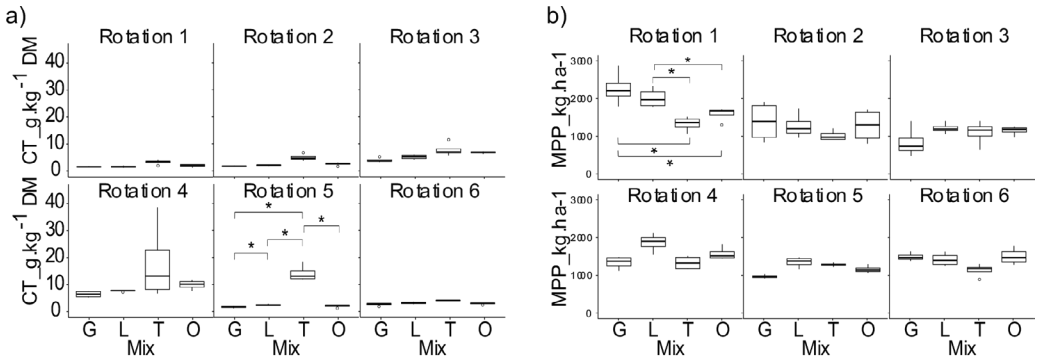 a)
Rotation 1 Rotation 2 Rotation 3
CT_g.kg⁻¹ DM
40
30
20
10
0
* * * *
Rotation 4 Rotation 5 Rotation 6
CT_g.kg⁻¹ DM
40
30
20
10
0
G L T O G L T O G L T O
Mix Mix Mix
b)
Rotation 1 Rotation 2 Rotation 3
MPP_kg.ha-1
3000
2000
1000
0
* * * *
Rotation 4 Rotation 5 Rotation 6
MPP_kg.ha-1
3000
2000
1000
0
G L T O G L T O G L T O
Mix Mix Mix